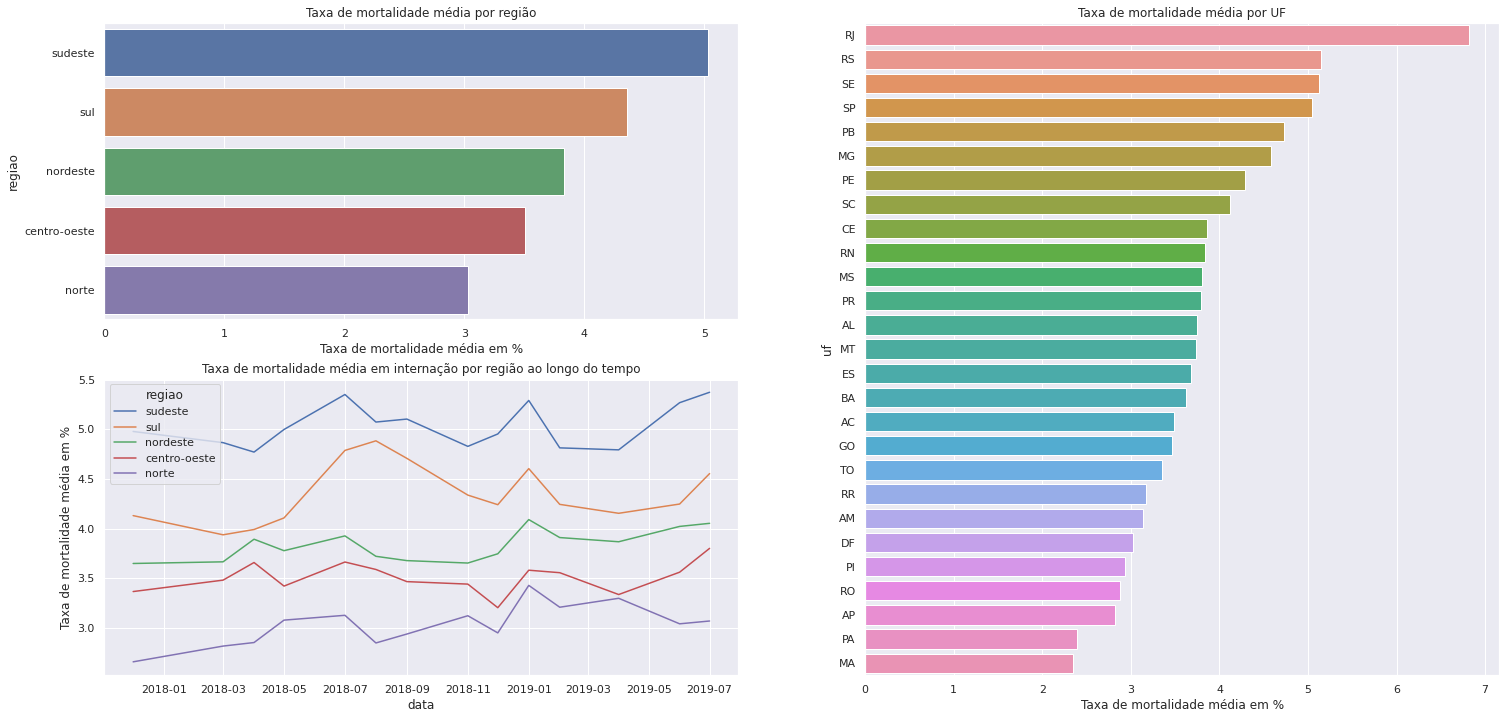 Taxa de mortalidade média por região
regiao
sudeste
sul
nordeste
centro-oeste
norte
0 1 2 3 4 5
Taxa de mortalidade média em %
Taxa de mortalidade média em internação por região ao longo do tempo
Taxa de mortalidade média em %
5.5
5.0
4.5
4.0
3.5
3.0
regiao
sudeste
sul
nordeste
centro-oeste
norte
2018-01 2018-03 2018-05 2018-07 2018-09 2018-11 2019-01 2019-03 2019-05 2019-07
data
Taxa de mortalidade média por UF
uf
RJ
RS
SE
SP
PB
MG
PE
SC
CE
RN
MS
PR
AL
MT
ES
BA
AC
GO
TO
RR
AM
DF
PI
RO
AP
PA
MA
0 1 2 3 4 5 6 7
Taxa de mortalidade média em %